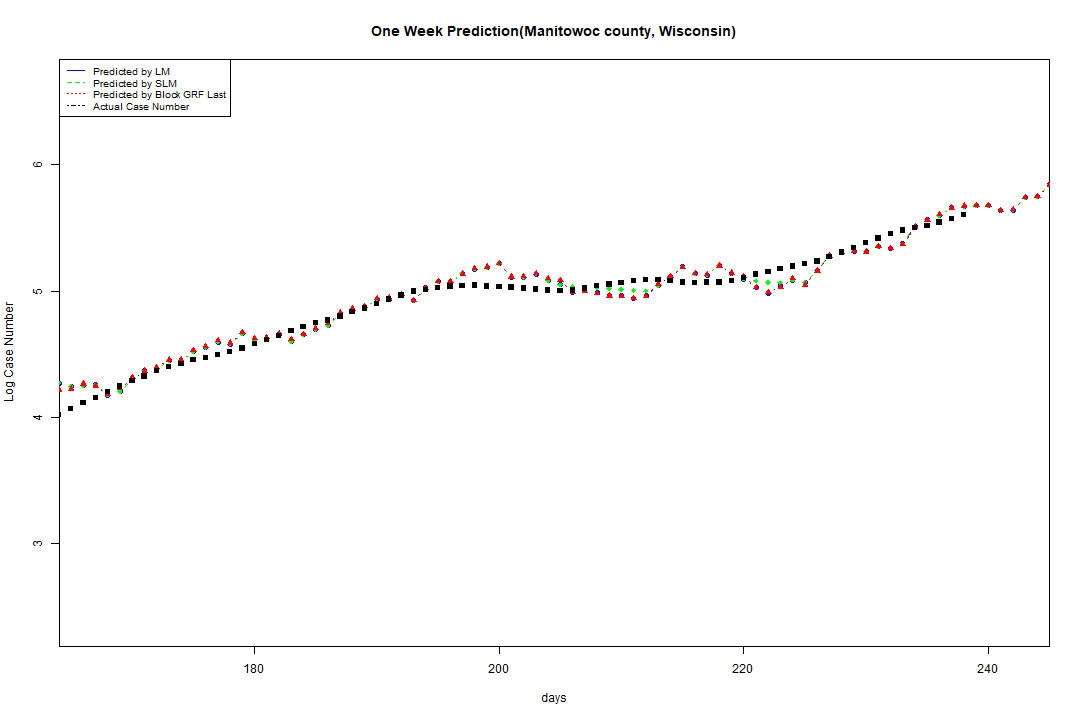 One Week Prediction(Manitowoc county, Wisconsin)
Predicted by LM
Predicted by SLM
Predicted by Block GRF Last
Actual Case Number
6
5
4
3
Log Case Number
180 200 220 240
days